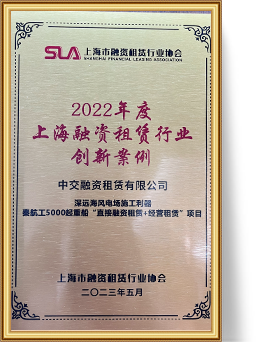 SLA 上海市融资租赁行业协会
SHANGHAI FINANCIAL LEASING ASSOCIATION
2022年度
上海融资租赁行业
创新案例
中交融资租赁有限公司
深远海风电场施工利器
秦航工5000起重船“直接融资租赁+经营租赁”项目
上海市融资租赁行业协会
二〇二三年五月